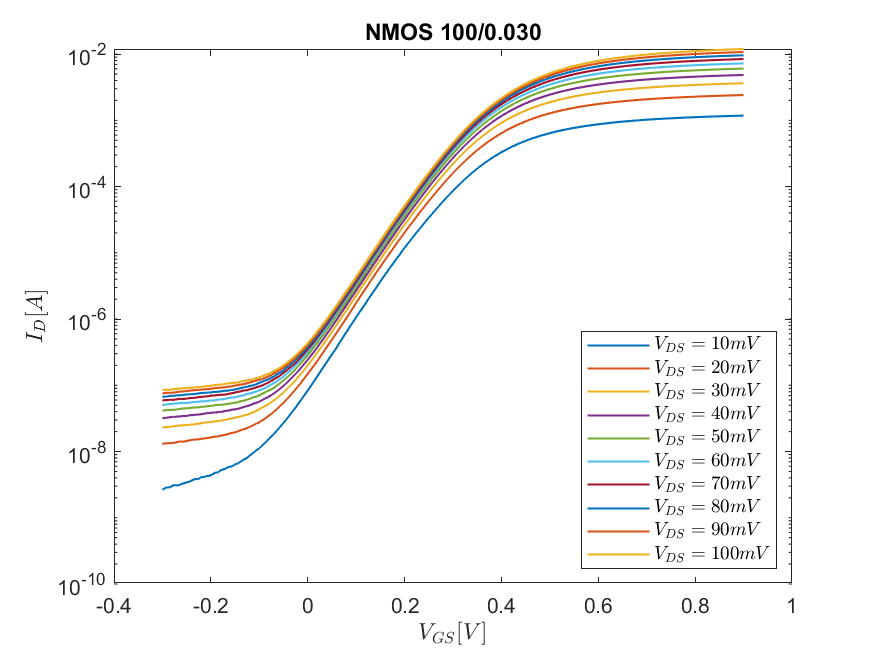 NMOS 100/0.030
10^-2
10^-4
10^-6
10^-8
10^-10
I_D[A]
-0.4 -0.2 0 0.2 0.4 0.6 0.8 1
V_GS[V]
V_DS = 10mV
V_DS = 20mV
V_DS = 30mV
V_DS = 40mV
V_DS = 50mV
V_DS = 60mV
V_DS = 70mV
V_DS = 80mV
V_DS = 90mV
V_DS = 100mV